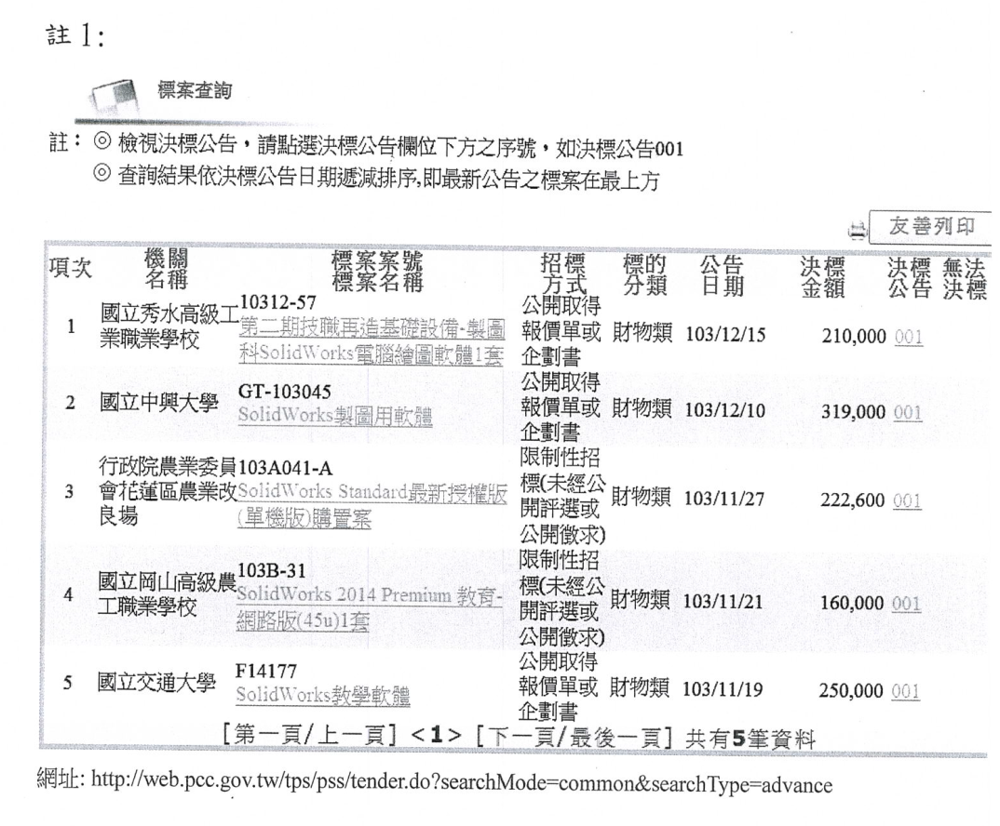 註1:
標案查詢
註：◎ 檢視決標公告，請點選決標公告欄位下方之序號，如決標公告001
◎ 查詢結果依決標公告日期遞減排序,即最新公告之標案在最上方
友善列印
項次 機關名稱 標案案號 標案名稱 招標方式 標的分類 公告日期 決標金額 決標公告 無法決標
1 國立秀水高級工業職業學校 10312-57 第二期技職再造基礎設備-製圖科SolidWorks電腦繪圖軟體1套 公開取得報價單或企劃書 財物類 103/12/15 210,000 001
2 國立中興大學 GT-103045 SolidWorks製圖用軟體 公開取得報價單或企劃書 財物類 103/12/10 319,000 001
3 行政院農業委員會花蓮區農業改良場 103A041-A SolidWorks Standard最新授權版(單機版)購置案 限制性招標(未經公開評選或公開徵求) 財物類 103/11/27 222,600 001
4 國立岡山高級農工職業學校 103B-31 SolidWorks 2014 Premium 教育-網路版(45u)1套 限制性招標(未經公開評選或公開徵求) 財物類 103/11/21 160,000 001
5 國立交通大學 F14177 SolidWorks教學軟體 公開取得報價單或企劃書 財物類 103/11/19 250,000 001
[第一頁/上一頁] <1> [下一頁/最後一頁] 共有5筆資料
網址: http://web.pcc.gov.tw/tps/pss/tender.do?searchMode=common&searchType=advance